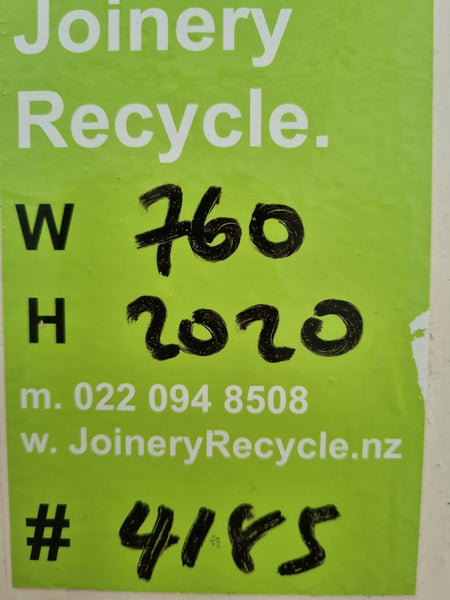 Joinery
Recycle.
W 760
H 2020
m. 022 094 8508
w. JoineryRecycle.nz
# 4185